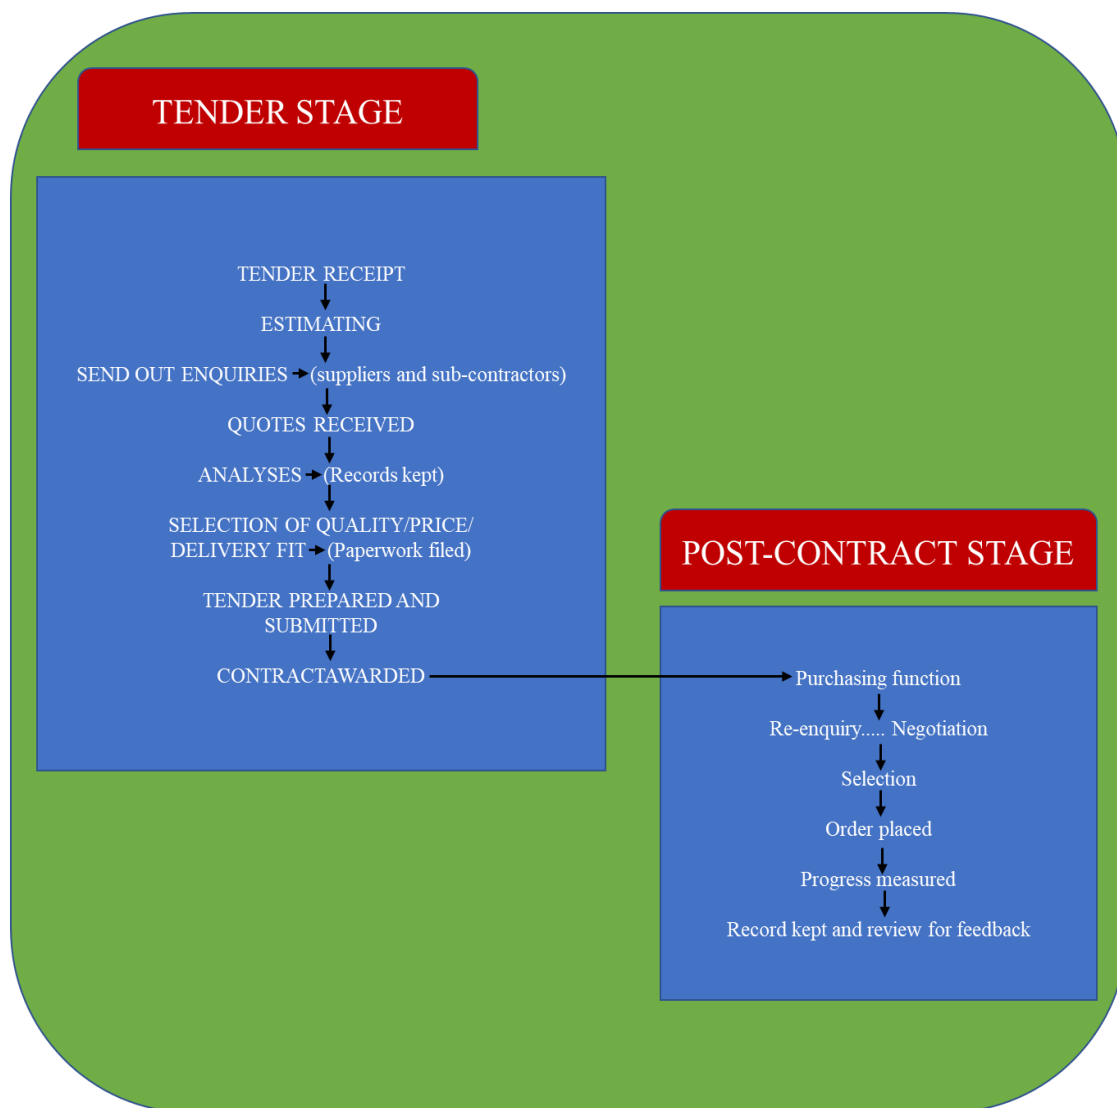 TENDER STAGE
TENDER RECEIPT
ESTIMATING
SEND OUT ENQUIRIES (suppliers and sub-contractors)
QUOTES RECEIVED
ANALYSES (Records kept)
SELECTION OF QUALITY/PRICE/
DELIVERY FIT (Paperwork filed)
TENDER PREPARED AND
SUBMITTED
CONTRACTAWARDED
POST-CONTRACT STAGE
Purchasing function
Re-enquiry..... Negotiation
Selection
Order placed
Progress measured
Record kept and review for feedback